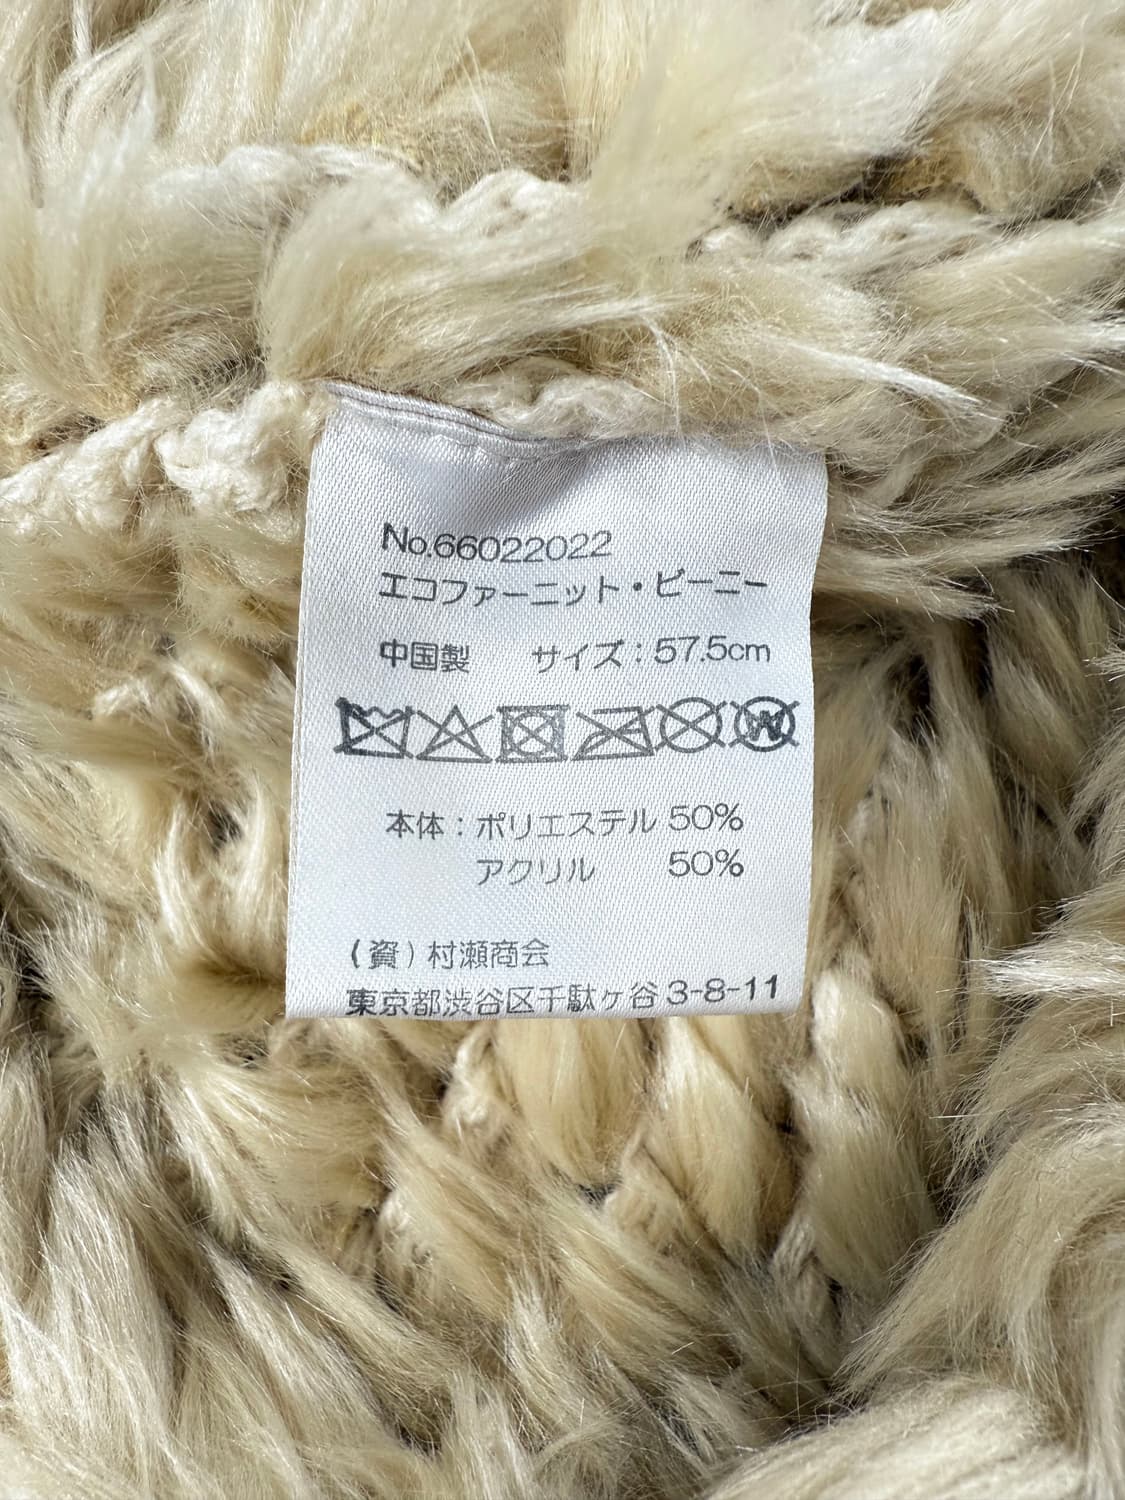 No.66022022
エコファーニット・ビーニー
中国製 サイズ：57.5cm
W
本体：ポリエステル 50%
アクリル 50%
（資）村瀬商会
東京都渋谷区千駄ヶ谷 3-8-11